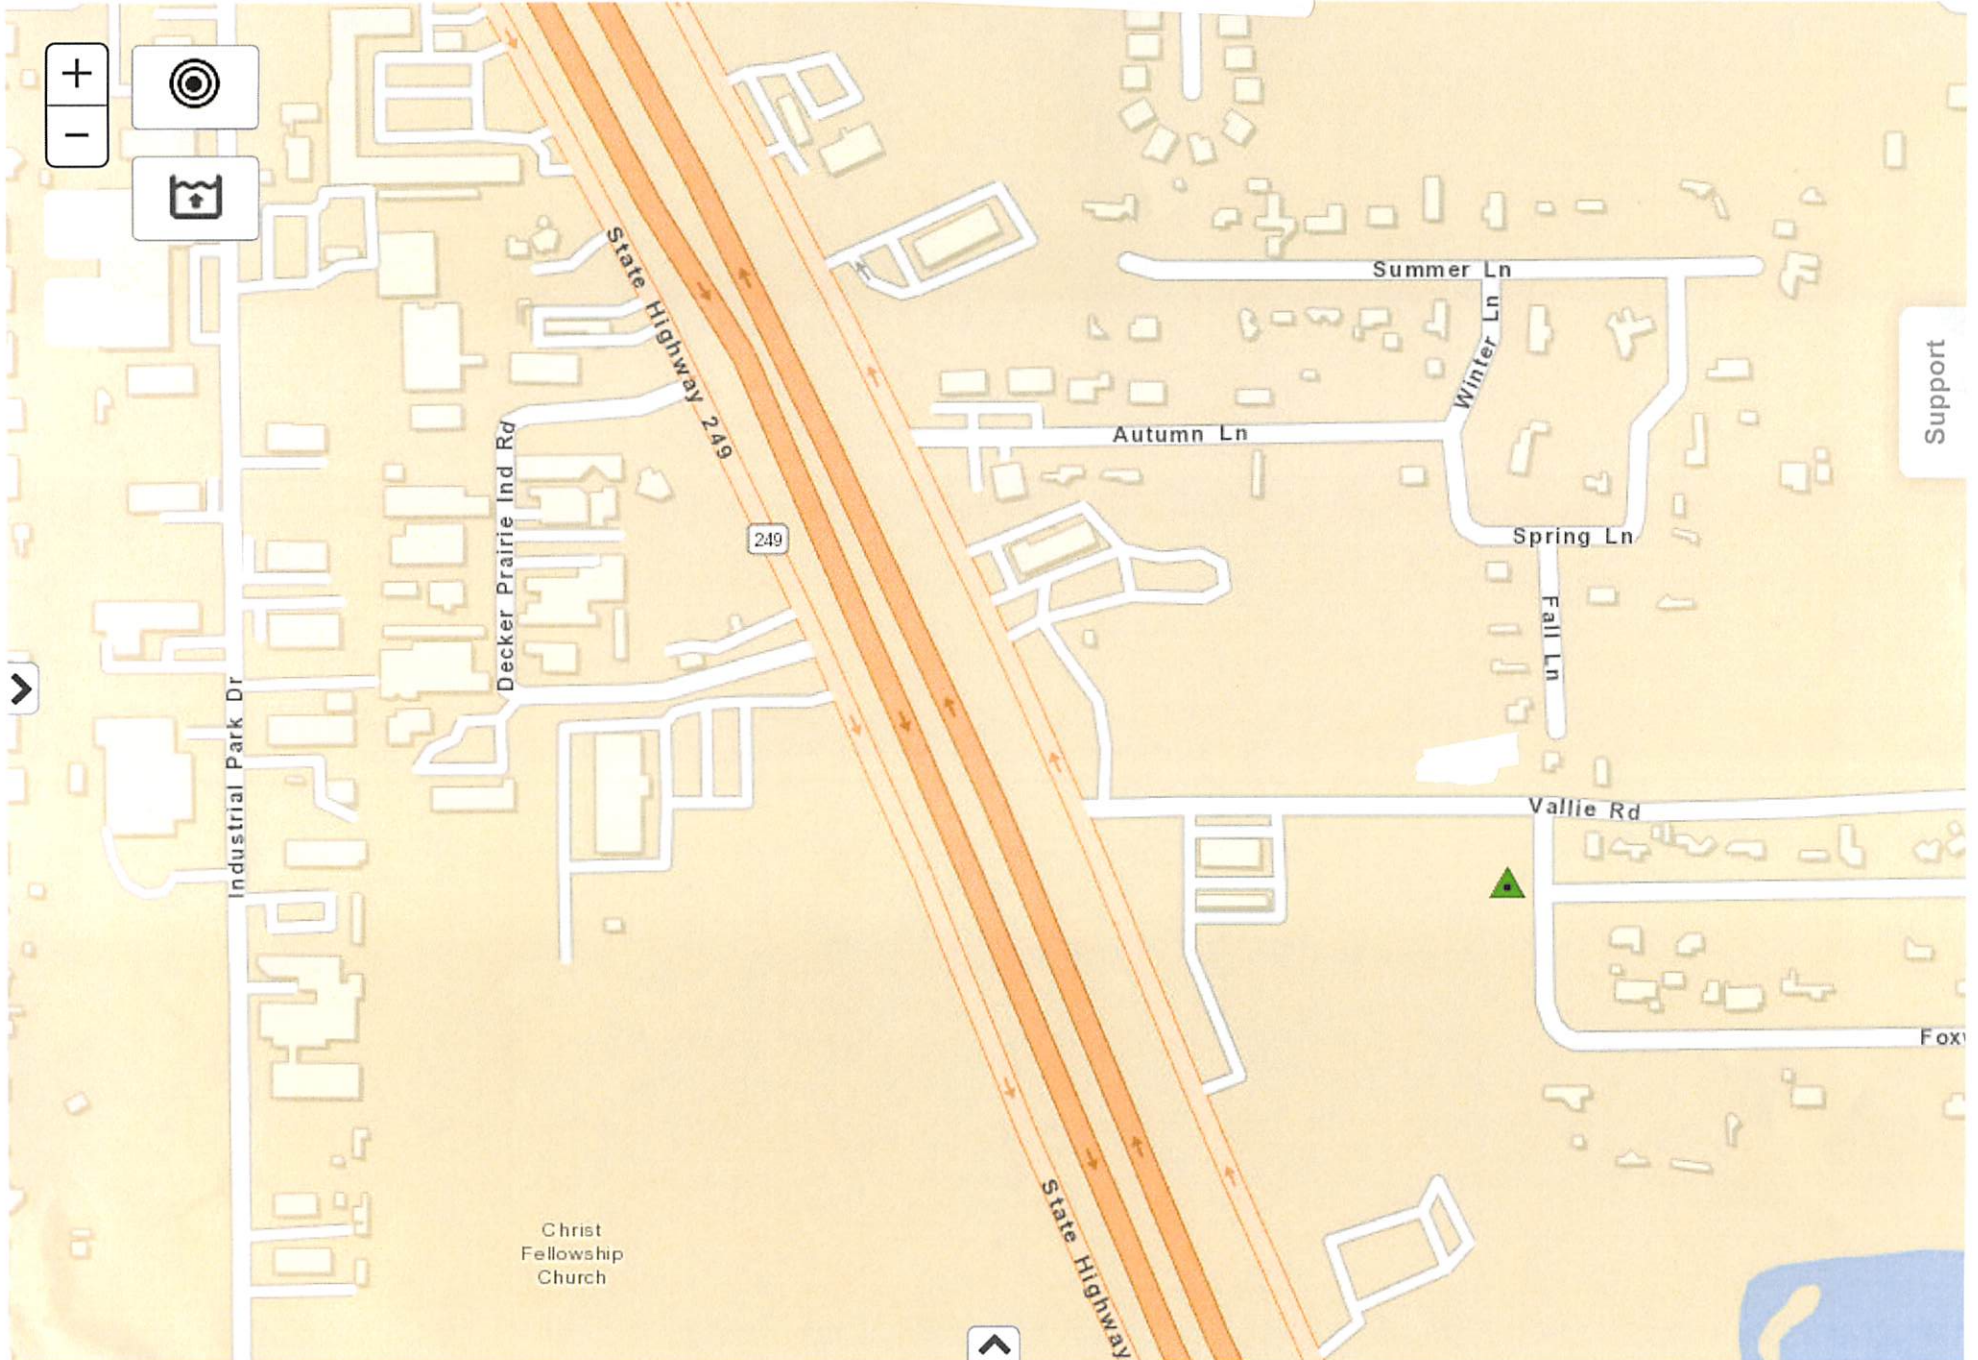 +
−
State Highway 249
Summer Ln
Winter Ln
Support
Autumn Ln
Decker Prairie Ind Rd
249
Spring Ln
Fall Ln
Industrial Park Dr
Vallie Rd
Fox
State Highway
Christ
Fellowship
Church